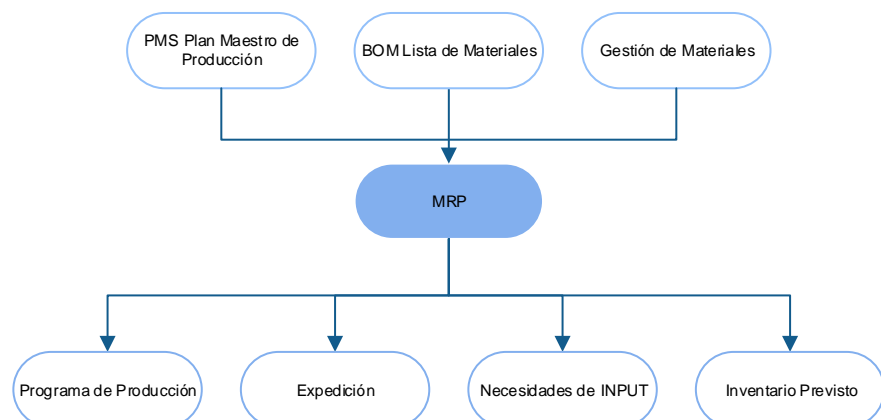 PMS Plan Maestro de
Producción
BOM Lista de Materiales
Gestión de Materiales
MRP
Programa de Producción
Expedición
Necesidades de INPUT
Inventario Previsto